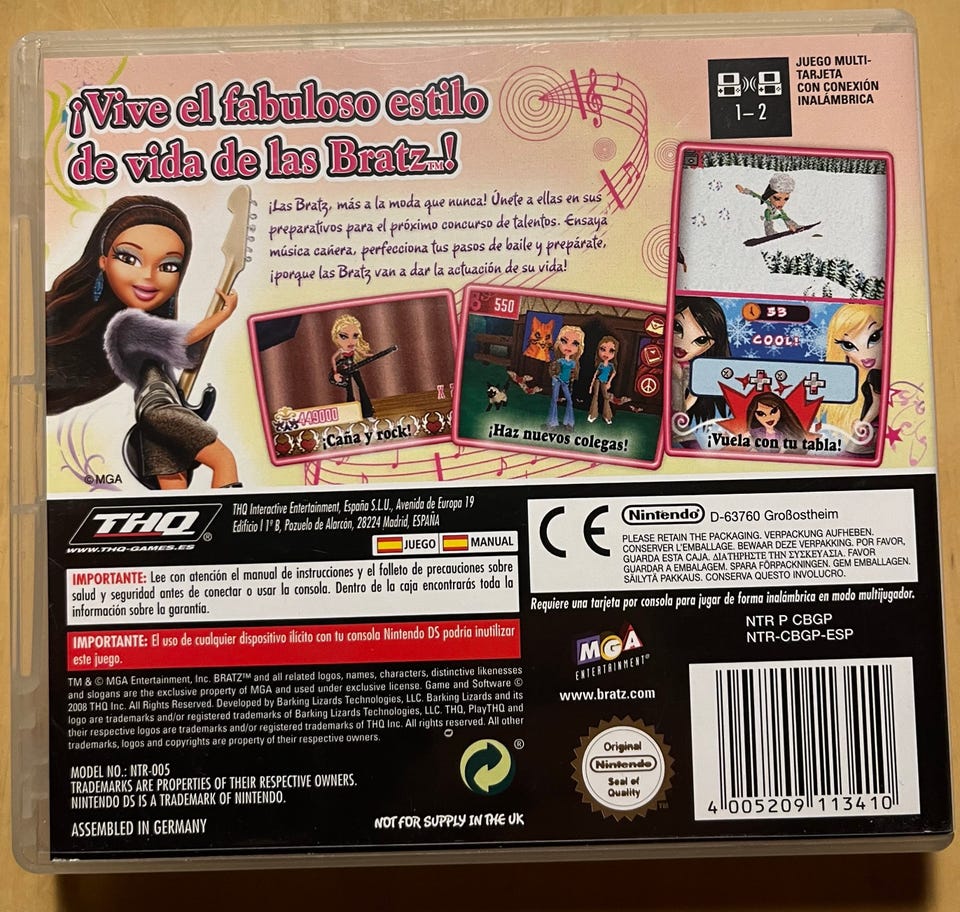 ¡Vive el fabuloso estilo
de vida de las Bratz™!
JUEGO MULTI-
TARJETA
CON CONEXIÓN
INALÁMBRICA
1-2
¡Las Bratz, más a la moda que nunca! Únete a ellas en sus
preparativos para el próximo concurso de talentos. Ensaya
música cañera, perfecciona tus pasos de baile y prepárate,
¡porque las Bratz van a dar la actuación de su vida!
449000
X
¡Caña y rock!
550
¡Haz nuevos colegas!
53
COOL!
¡Vuela con tu tabla!
© MGA
THQ®
WWW.THQ-GAMES.ES
THQ Interactive Entertainment, España S.L.U., Avenida de Europa 19
Edificio I 1º B, Pozuelo de Alarcón, 28224 Madrid, ESPAÑA
JUEGO MANUAL
IMPORTANTE: Lee con atención el manual de instrucciones y el folleto de precauciones sobre
salud y seguridad antes de conectar o usar la consola. Dentro de la caja encontrarás toda la
información sobre la garantía.
IMPORTANTE: El uso de cualquier dispositivo ilícito con tu consola Nintendo DS podría inutilizar
este juego.
TM & © MGA Entertainment, Inc. BRATZ™ and all related logos, names, characters, distinctive likenesses
and slogans are the exclusive property of MGA and used under exclusive license. Game and Software ©
2008 THQ Inc. All Rights Reserved. Developed by Barking Lizards Technologies, LLC. Barking Lizards and its
logo are trademarks and/or registered trademarks of Barking Lizards Technologies, LLC. THQ, PlayTHQ and
their respective logos are trademarks and/or registered trademarks of THQ Inc. All rights reserved. All other
trademarks, logos and copyrights are property of their respective owners.
MODEL NO.: NTR-005
TRADEMARKS ARE PROPERTY OF THEIR RESPECTIVE OWNERS.
NINTENDO DS IS A TRADEMARK OF NINTENDO.
ASSEMBLED IN GERMANY
®
NOT FOR SUPPLY IN THE UK
CE
Nintendo® D-63760 Großostheim
PLEASE RETAIN THE PACKAGING. VERPACKUNG AUFHEBEN.
CONSERVER L'EMBALLAGE. BEWAAR DEZE VERPAKKING. POR FAVOR,
GUARDA ESTA CAJA. ΔΙΑΤΗΡΗΣΤΕ ΤΗΝ ΣΥΣΚΕΥΑΣΙΑ. FAVOR
GUARDAR A EMBALAGEM. SPARA FÖRPACKNINGEN. GEM EMBALLAGEN.
SÄILYTÄ PAKKAUS. CONSERVA QUESTO INVOLUCRO.
Requiere una tarjeta por consola para jugar de forma inalámbrica en modo multijugador.
NTR P CBGP
NTR-CBGP-ESP
MGA
ENTERTAINMENT®
www.bratz.com
Original
Nintendo
Seal of
Quality
TM
4 005209 113410